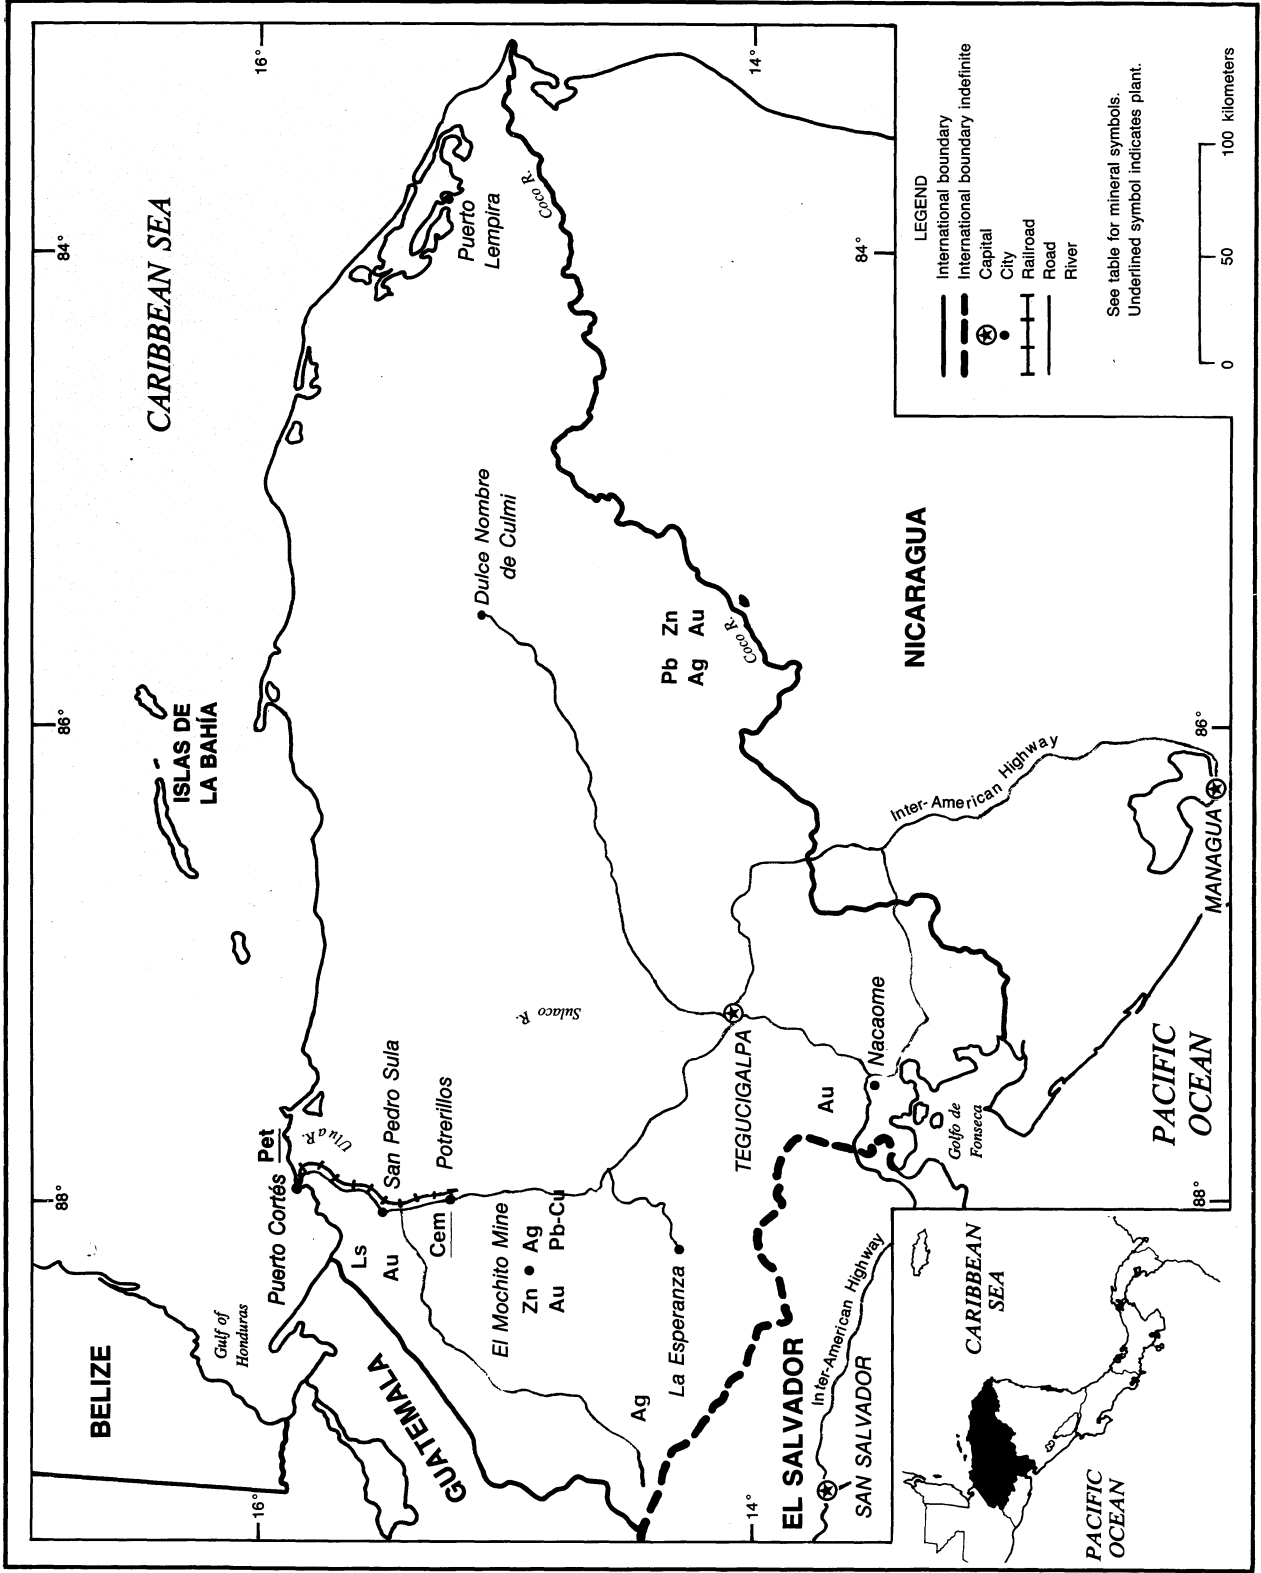 88°
86°
84°
BELIZE
CARIBBEAN SEA
ISLAS DE
LA BAHÍA
Gulf of
Honduras
16°
16°
Puerto Cortés
Pet
Ulua R.
Ls
Au
San Pedro Sula
GUATEMALA
Cem
Potrerillos
Puerto
Lempira
El Mochito Mine
Zn
Ag
Au
Pb-Cu
Sulaco R.
Dulce Nombre
de Culmi
Coco R.
Ag
La Esperanza
Pb Zn
Ag Au
Coco R.
TEGUCIGALPA
14°
14°
EL SALVADOR
Inter-American Highway
SAN SALVADOR
Au
Nacaome
Golfo de
Fonseca
Inter-American Highway
NICARAGUA
84°
LEGEND
International boundary
International boundary indefinite
Capital
City
Rail4oad
Road
River
See table for mineral symbols.
Underlined symbol indicates plant.
0
50
100 kilometers
CARIBBEAN
SEA
PACIFIC
OCEAN
PACIFIC
OCEAN
MANAGUA
88°
86°